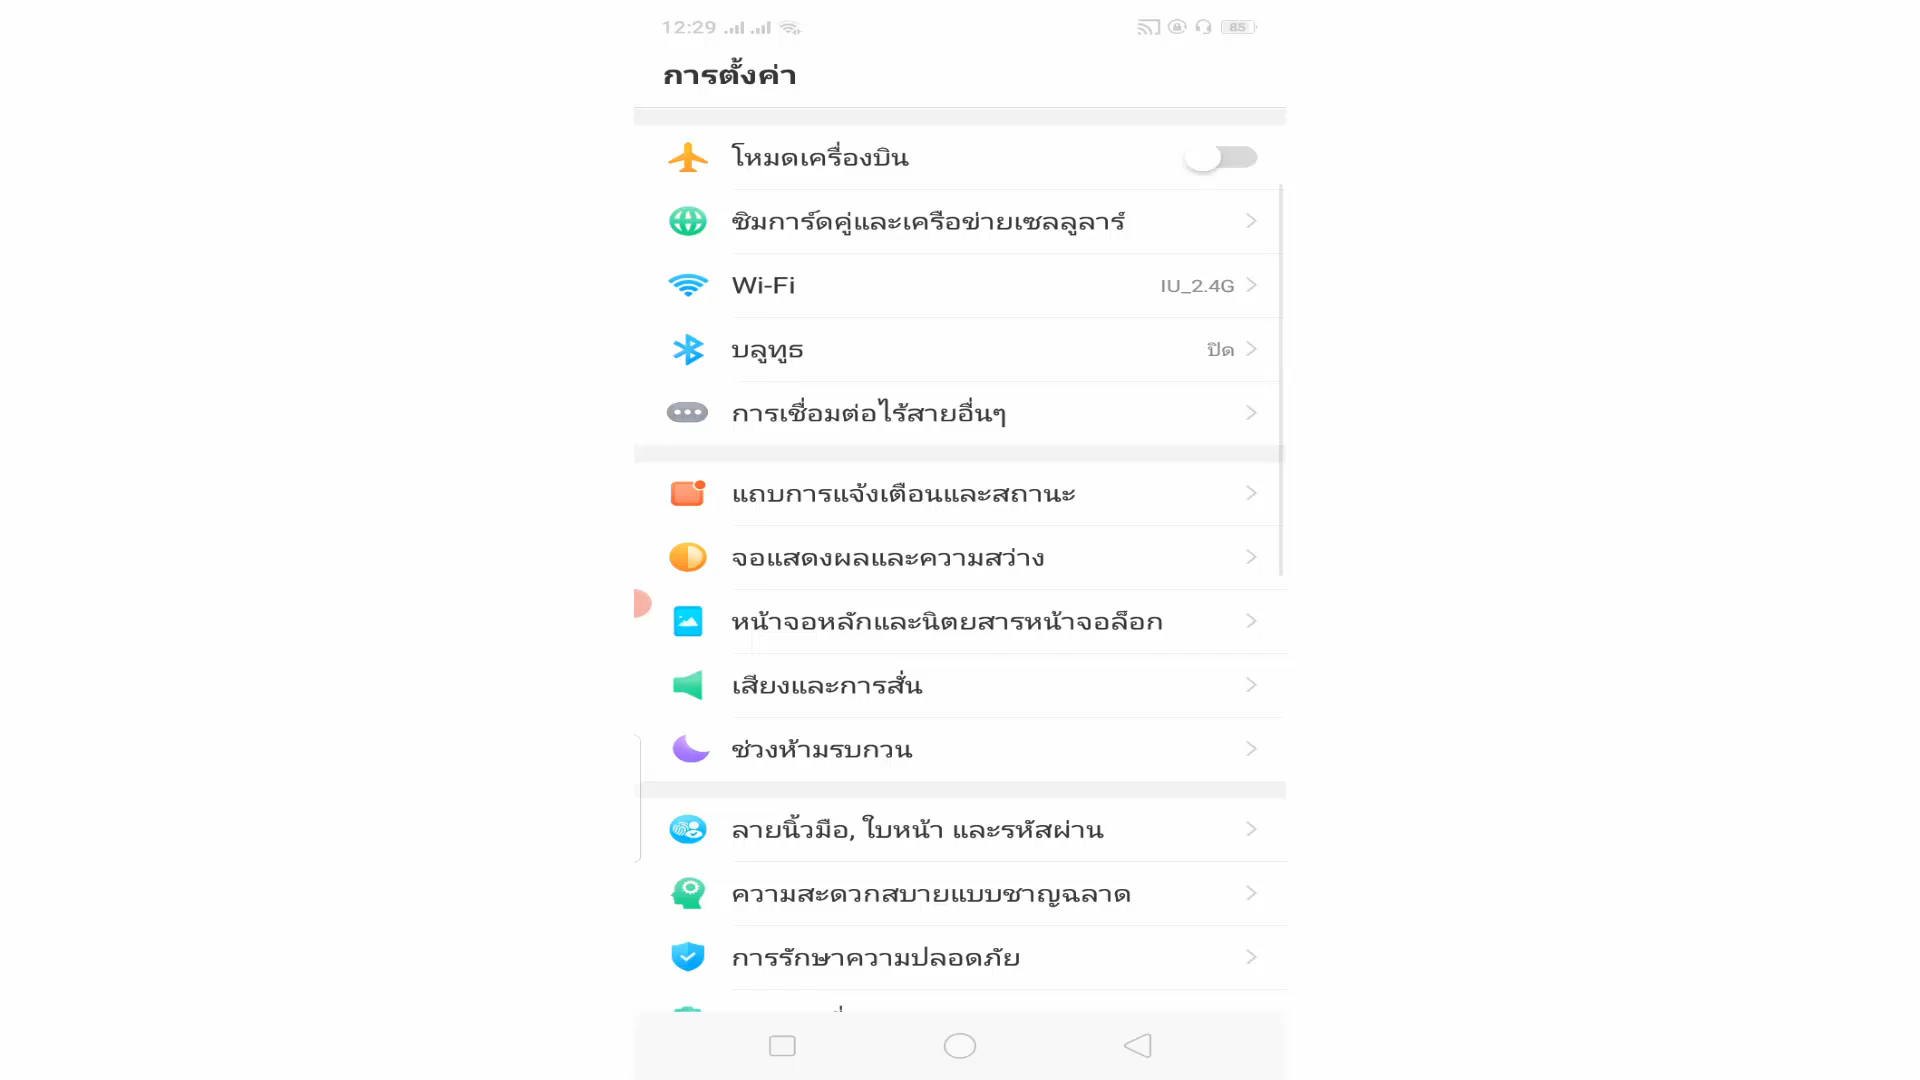 12:29 85
การตั้งค่า
โหมดเครื่องบิน
ซิมการ์ดคู่และเครือข่ายเซลลูลาร์
Wi-Fi IU_2.4G
บลูทูธ ปิด
การเชื่อมต่อไร้สายอื่นๆ
แถบการแจ้งเตือนและสถานะ
จอแสดงผลและความสว่าง
หน้าจอหลักและนิตยสารหน้าจอล็อก
เสียงและการสั่น
ช่วงห้ามรบกวน
ลายนิ้วมือ, ใบหน้า และรหัสผ่าน
ความสะดวกสบายแบบชาญฉลาด
การรักษาความปลอดภัย